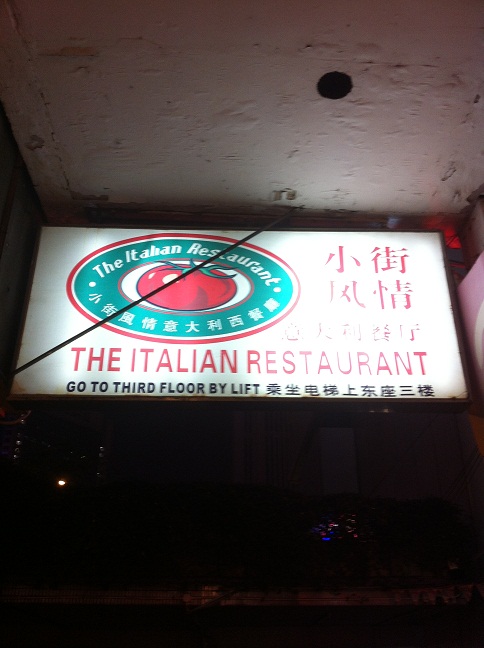 The Italian Restaurant
小街風情意大利西餐廳
小街
风情
意大利餐厅
THE ITALIAN RESTAURANT
GO TO THIRD FLOOR BY LIFT 乘坐电梯上东座三楼